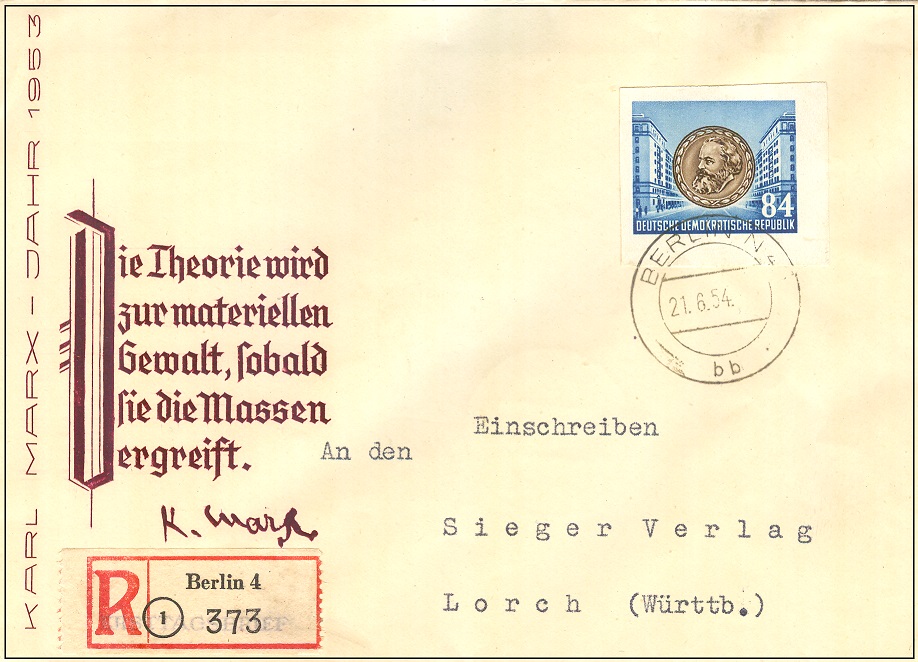 KARL MARX – JAHR 1953
Die Theorie wird
zur materiellen
Gewalt, sobald
sie die Massen
ergreift.
K. Marx
84
DEUTSCHE DEMOKRATISCHE REPUBLIK
BERLIN N
21.6.54.
bb
Einschreiben
An den
Sieger Verlag
Lorch (Württb.)
R
Berlin 4
1
373